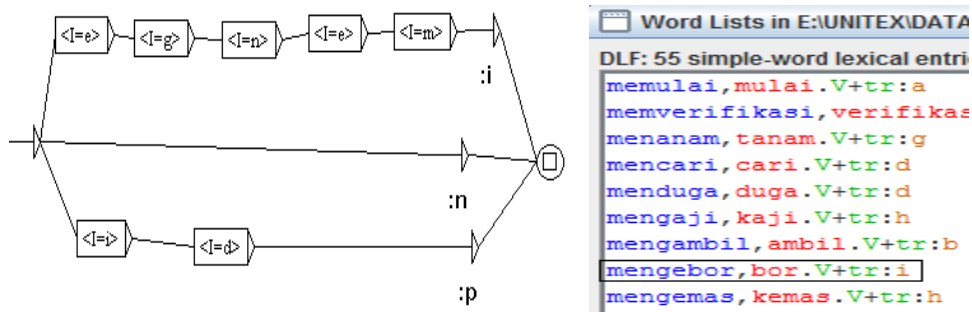 <I=e> <I=g> <I=n> <I=e> <I=m>
:i
:n
<I=i> <I=d>
:p
Word Lists in E:\UNITEX\DATA
DLF: 55 simple-word lexical entri
memulai,mulai.V+tr:a
memverifikasi,verifikas
menanam,tanam.V+tr:g
mencari,cari.V+tr:d
menduga,duga.V+tr:d
mengaji,kaji.V+tr:h
mengambil,ambil.V+tr:b
mengebor,bor.V+tr:i
mengemas,kemas.V+tr:h